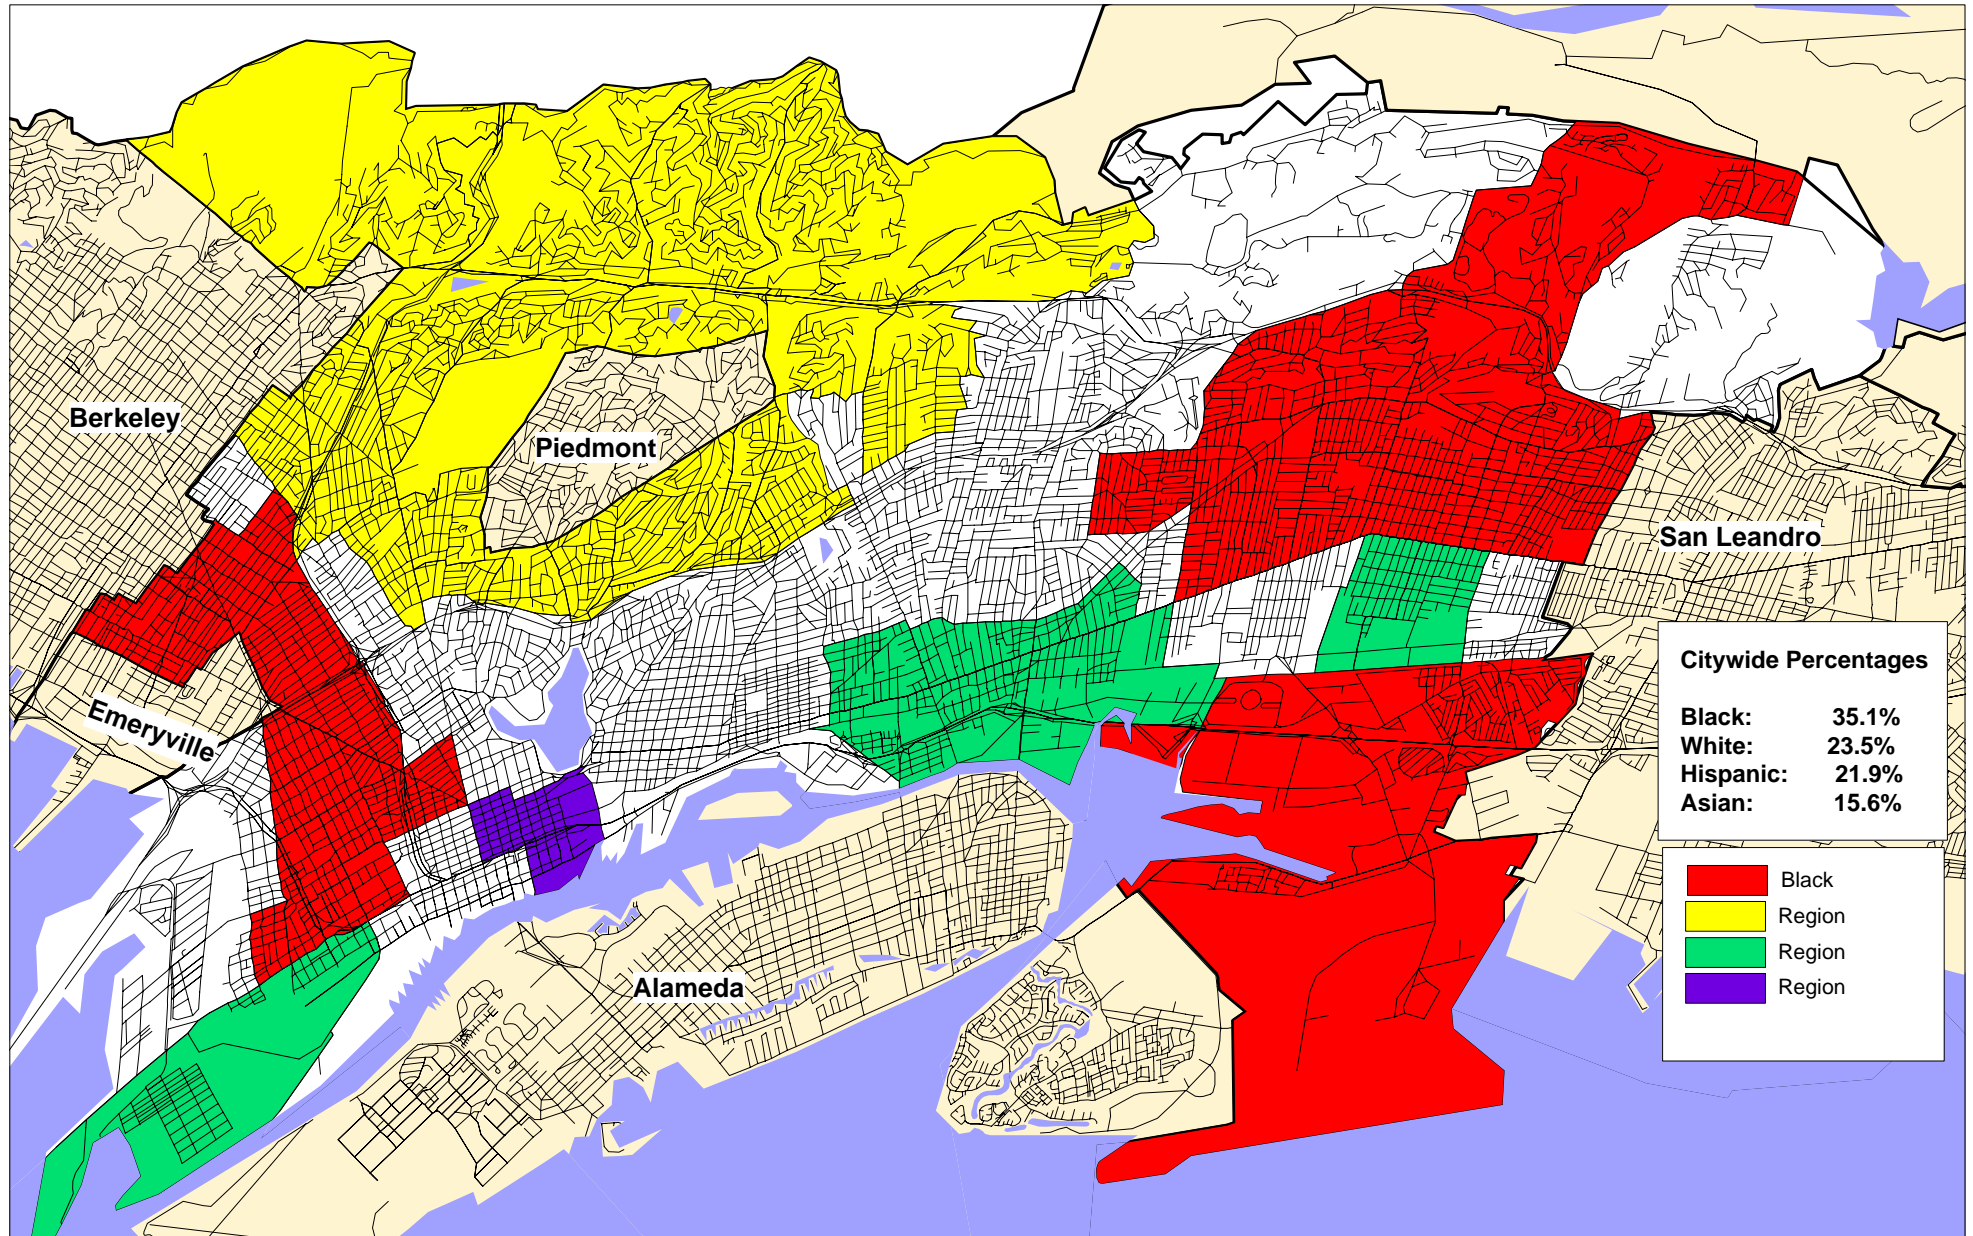 Berkeley
Piedmont
San Leandro
Emeryville
Alameda
Citywide Percentages
Black: 35.1%
White: 23.5%
Hispanic: 21.9%
Asian: 15.6%
Black
Region
Region
Region